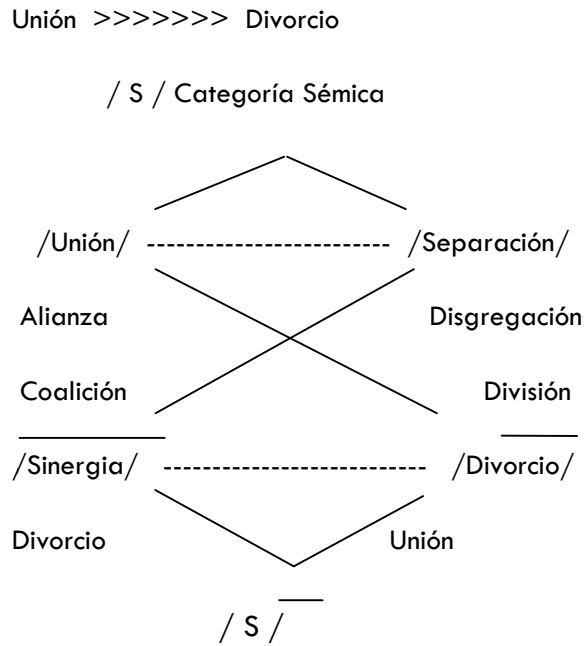 Unión >>>>>>> Divorcio
/ S / Categoría Sémica
/Unión/ ------------------------- /Separación/
Alianza Disgregación
Coalición División
/Sinergia/ --------------------------- /Divorcio/
Divorcio Unión
/ S /